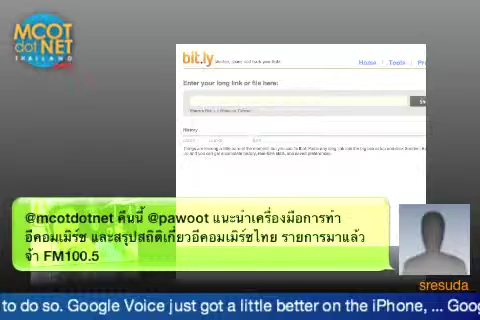 MCOT
dot NET
THAILAND
bit.ly
Home | Tools |
Enter your long link or file here:
History
@mcotdotnet คืนนี้ @pawoot แนะนำเครื่องมือการทำ
อีคอมเมิร์ซ และสรุปสถิติเกี่ยวอีคอมเมิร์ซไทย รายการมาแล้ว
จ้า FM100.5
sresuda
to do so. Google Voice just got a little better on the iPhone, ... Goog